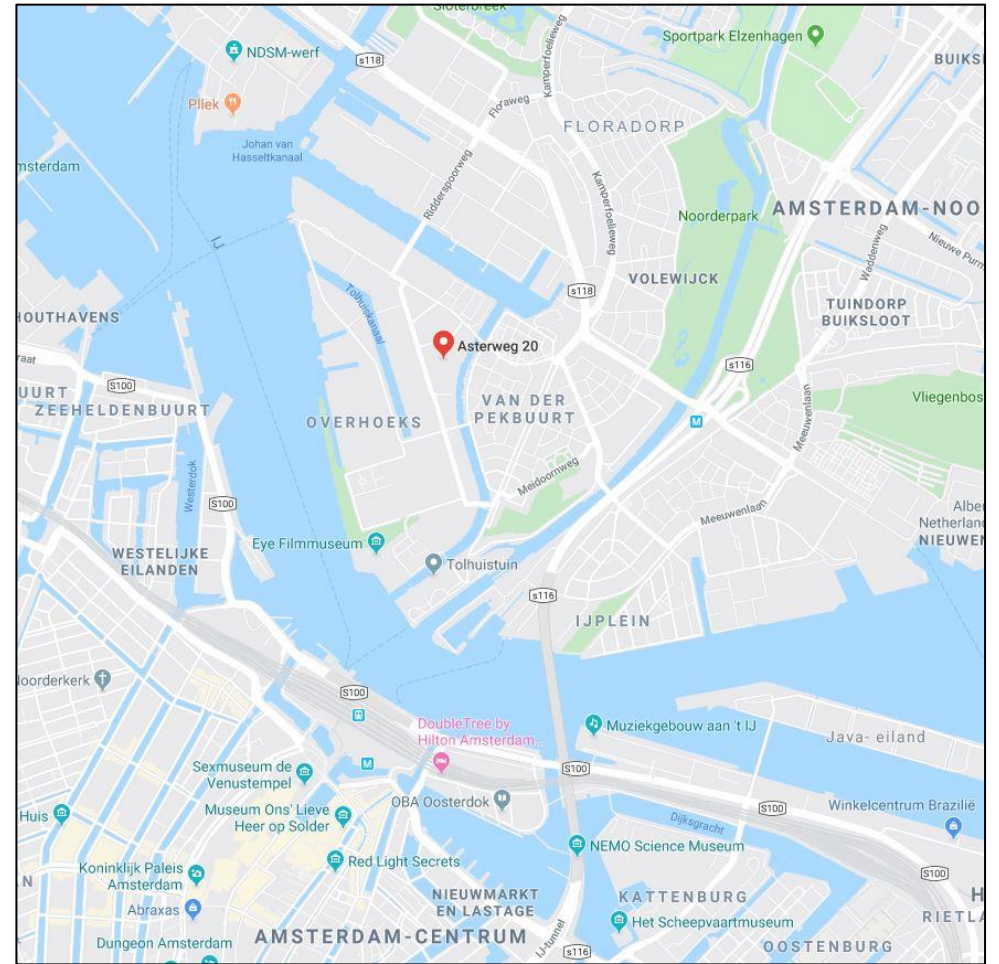 Sloterbreek
Sportpark Elzenhagen
NDSM-werf
s118
BUIKS
Pllek
Floraweg
Kamperfoelieweg
FLORADORP
Johan van
Hasseltkanaal
msterdam
Ridderspoorweg
Kamperfoelieweg
Noorderpark
AMSTERDAM-NOO
Waddenweg
Nieuwe Purm
IJ
VOLEWIJCK
s118
Tolhuiskanaal
TUINDORP
BUIKSLOOT
HOUTHAVENS
Asterweg 20
raat
S100
s116
UURT
ZEEHELDENBUURT
OVERHOEKS
VAN DER
PEKBUURT
Vliegenbos
M
Meeuwenlaan
Westerdok
Meidoornweg
S100
Meeuwenlaan
Albe
Netherland
NIEUWEN
Eye Filmmuseum
WESTELIJKE
EILANDEN
Tolhuistuin
s116
IJPLEIN
Noorderkerk
S100
DoubleTree by
Hilton Amsterdam...
Muziekgebouw aan 't IJ
Java- eiland
Sexmuseum de
Venustempel
M
S100
OBA Oosterdok
S100
Winkelcentrum Brazilië
Huis
Museum Ons' Lieve
Heer op Solder
Dijksgracht
NEMO Science Museum
Koninklijk Paleis
Amsterdam
Red Light Secrets
S100
AN
NIEUWMARKT
EN LASTAGE
KATTENBURG
H
RIETLA
Abraxas
Het Scheepvaartmuseum
Dungeon Amsterdam
AMSTERDAM-CENTRUM
IJ-tunnel
s116
OOSTENBURG